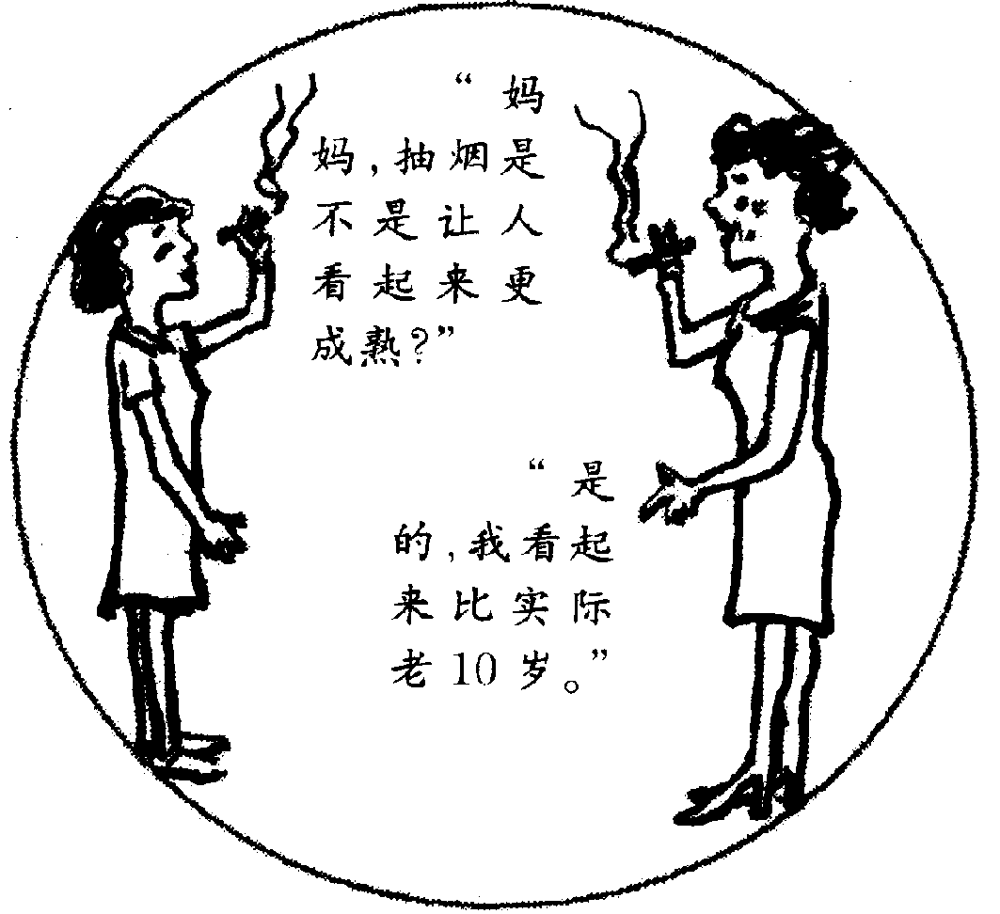 “妈
妈,抽烟是
不是让人
看起来更
成熟?”
“是
的,我看起
来比实际
老10岁。”